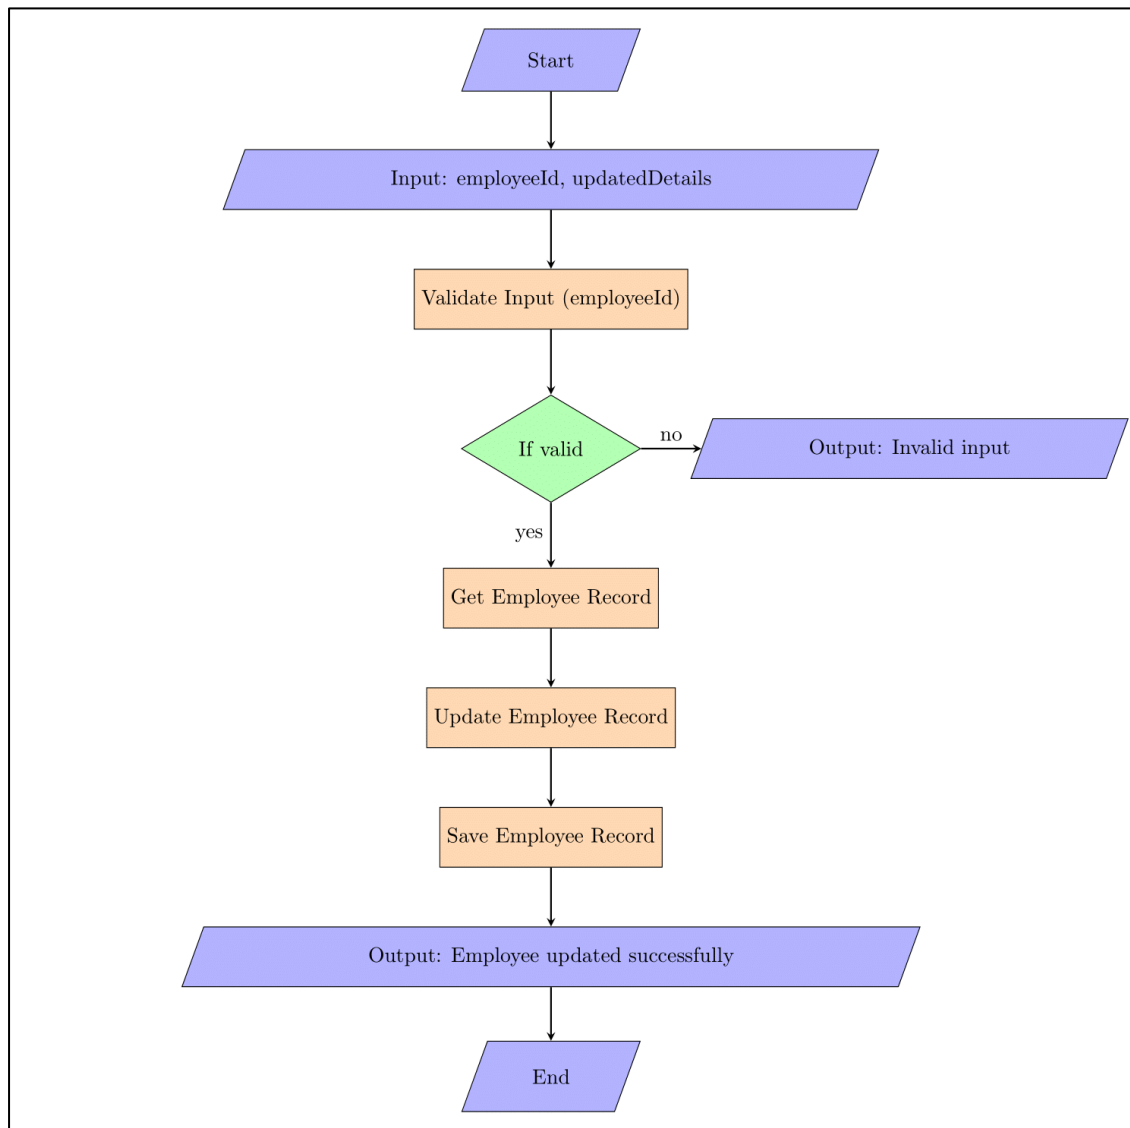 Start
Input: employeeId, updatedDetails
Validate Input (employeeId)
If valid
no
Output: Invalid input
yes
Get Employee Record
Update Employee Record
Save Employee Record
Output: Employee updated successfully
End